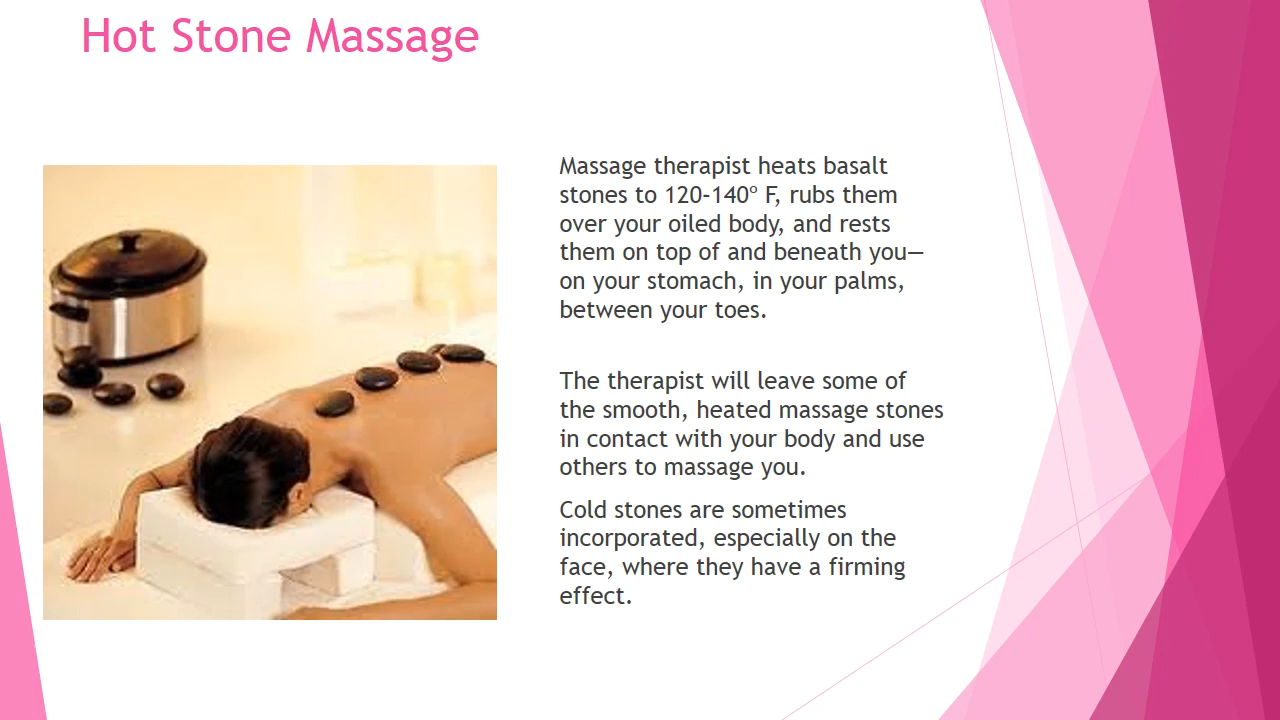 Hot Stone Massage
Massage therapist heats basalt
stones to 120-140° F, rubs them
over your oiled body, and rests
them on top of and beneath you—
on your stomach, in your palms,
between your toes.
The therapist will leave some of
the smooth, heated massage stones
in contact with your body and use
others to massage you.
Cold stones are sometimes
incorporated, especially on the
face, where they have a firming
effect.